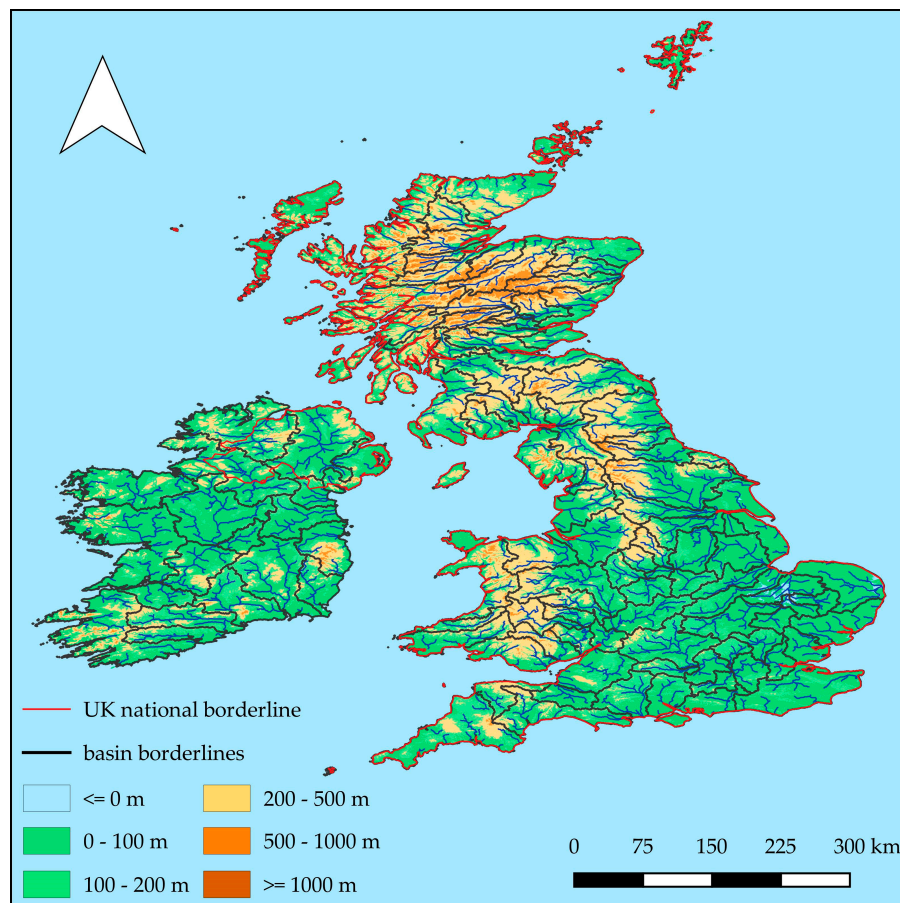 UK national borderline
basin borderlines
<= 0 m
200 - 500 m
0 - 100 m
500 - 1000 m
100 - 200 m
>= 1000 m
0 75 150 225 300 km